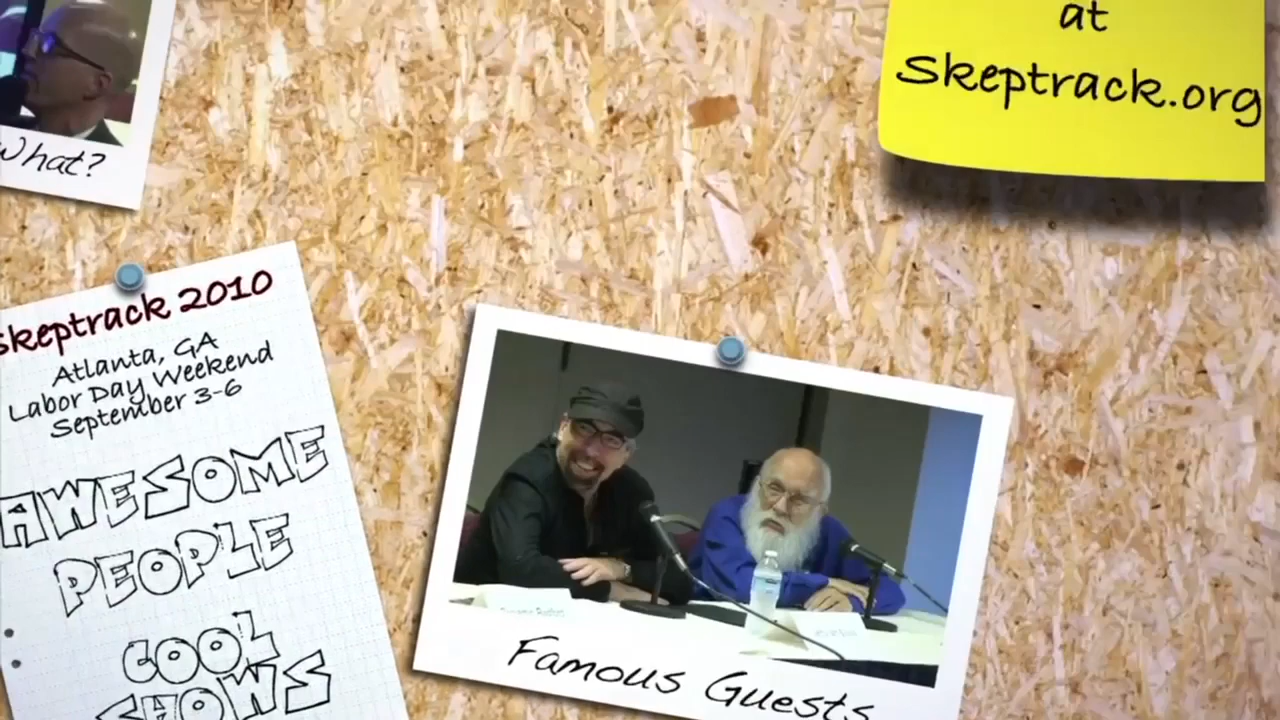 at
Skeptrack.org
What?
Skeptrack 2010
Atlanta, GA
Labor Day Weekend
September 3-6
AWESOME
PEOPLE
COOL
SHOWS
Famous Guests